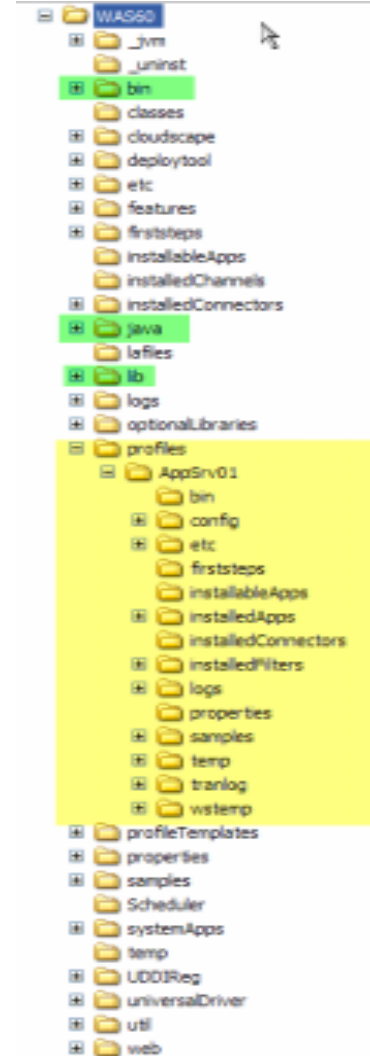 WAS60
_jvm
_uninst
bin
classes
cloudscape
deploytool
etc
features
firststeps
installableApps
installedChannels
installedConnectors
java
lafiles
lib
logs
optionalLibraries
profiles
AppSrv01
bin
config
etc
firststeps
installableApps
installedApps
installedConnectors
installedFilters
logs
properties
samples
temp
tranlog
wstemp
profileTemplates
properties
samples
Scheduler
systemApps
temp
UDDIReg
universalDriver
util
web